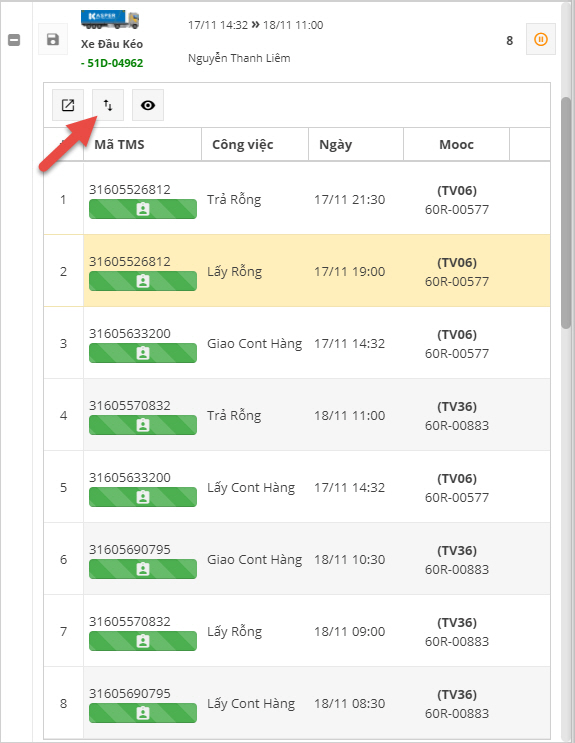 KASPER
17/11 14:32 » 18/11 11:00
Xe Đầu Kéo
- 51D-04962
Nguyễn Thanh Liêm
8
Mã TMS Công việc Ngày Mooc
1 31605526812 Trả Rỗng 17/11 21:30 (TV06)
60R-00577
2 31605526812 Lấy Rỗng 17/11 19:00 (TV06)
60R-00577
3 31605633200 Giao Cont Hàng 17/11 14:32 (TV06)
60R-00577
4 31605570832 Trả Rỗng 18/11 11:00 (TV36)
60R-00883
5 31605633200 Lấy Cont Hàng 17/11 14:32 (TV06)
60R-00577
6 31605690795 Giao Cont Hàng 18/11 10:30 (TV36)
60R-00883
7 31605570832 Lấy Rỗng 18/11 09:00 (TV36)
60R-00883
8 31605690795 Lấy Cont Hàng 18/11 08:30 (TV36)
60R-00883